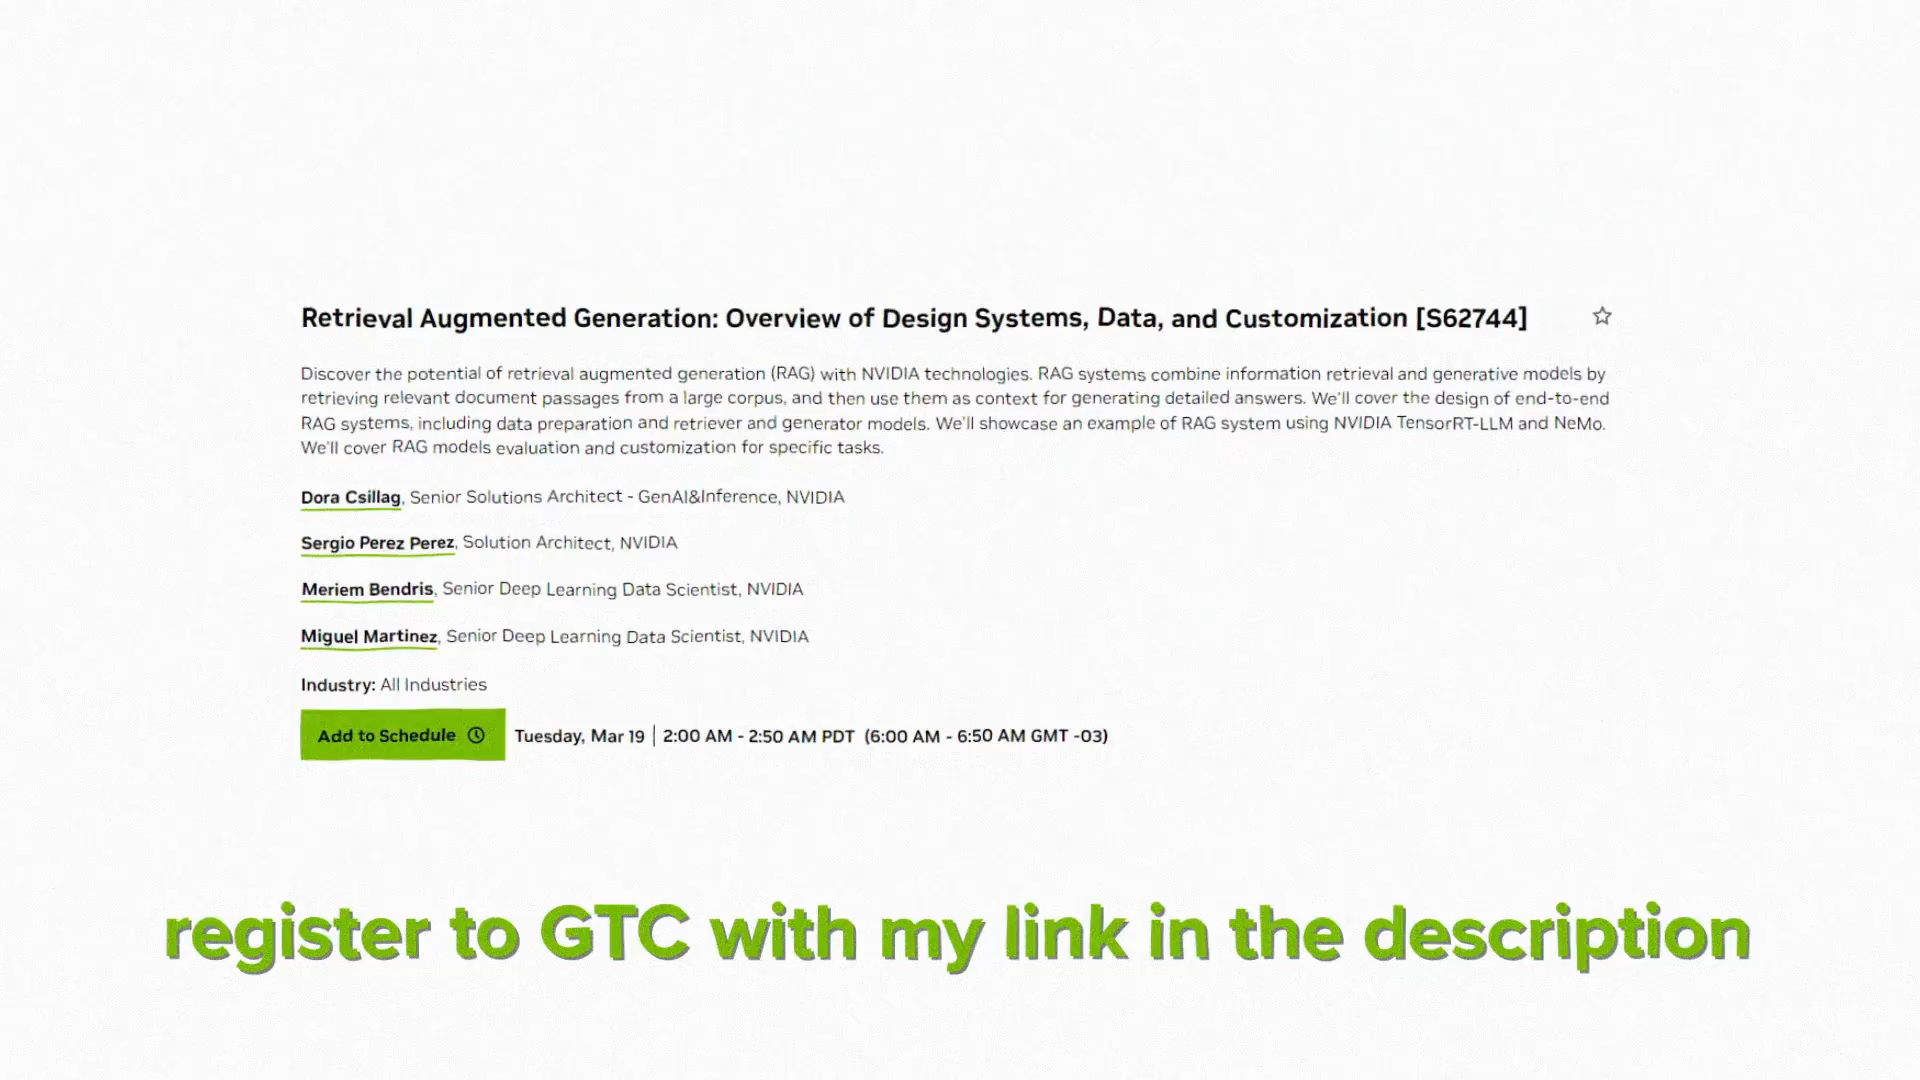 Retrieval Augmented Generation: Overview of Design Systems, Data, and Customization [S62744]
Discover the potential of retrieval augmented generation (RAG) with NVIDIA technologies. RAG systems combine information retrieval and generative models by
retrieving relevant document passages from a large corpus, and then use them as context for generating detailed answers. We'll cover the design of end-to-end
RAG systems, including data preparation and retriever and generator models. We'll showcase an example of RAG system using NVIDIA TensorRT-LLM and NeMo.
We'll cover RAG models evaluation and customization for specific tasks.
Dora Csillag, Senior Solutions Architect - GenAI&Inference, NVIDIA
Sergio Perez Perez, Solution Architect, NVIDIA
Meriem Bendris, Senior Deep Learning Data Scientist, NVIDIA
Miguel Martinez, Senior Deep Learning Data Scientist, NVIDIA
Industry: All Industries
Add to Schedule Tuesday, Mar 19 | 2:00 AM - 2:50 AM PDT (6:00 AM - 6:50 AM GMT -03)
register to GTC with my link in the description